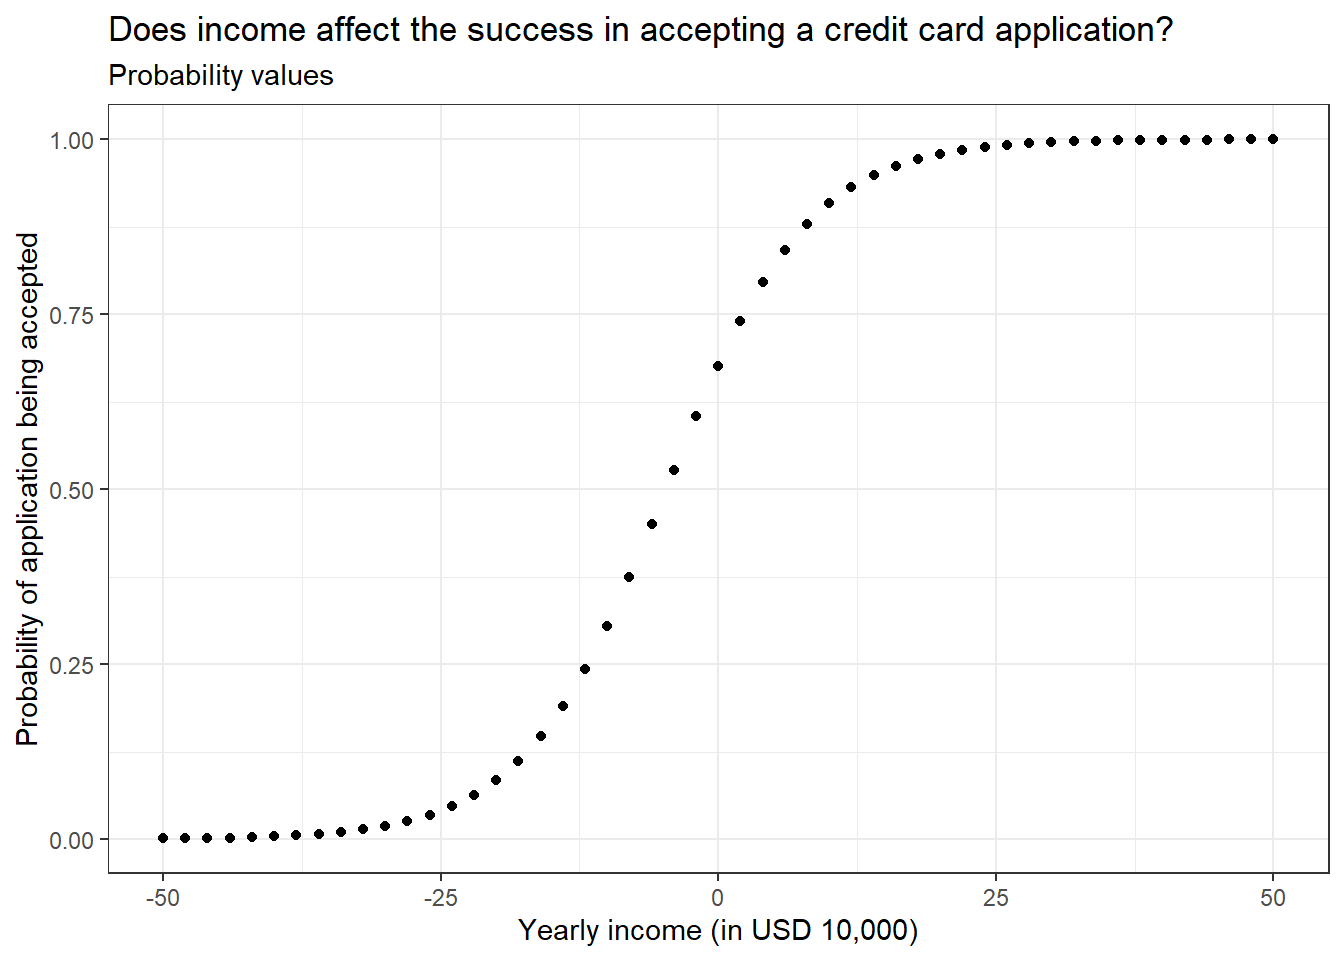 Does income affect the success in accepting a credit card application?
Probability values
Probability of application being accepted
1.00
0.75
0.50
0.25
0.00
-50
-25
0
25
50
Yearly income (in USD 10,000)